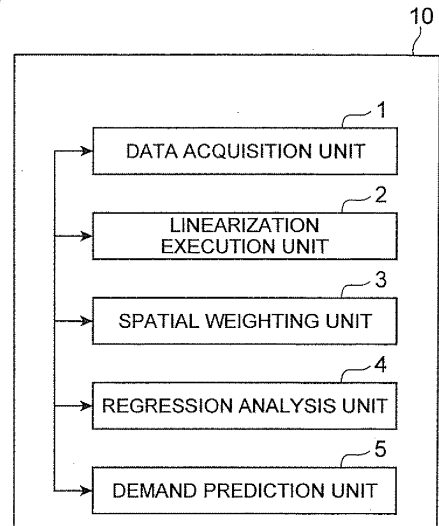 10
1
DATA ACQUISITION UNIT
2
LINEARIZATION
EXECUTION UNIT
3
SPATIAL WEIGHTING UNIT
4
REGRESSION ANALYSIS UNIT
5
DEMAND PREDICTION UNIT